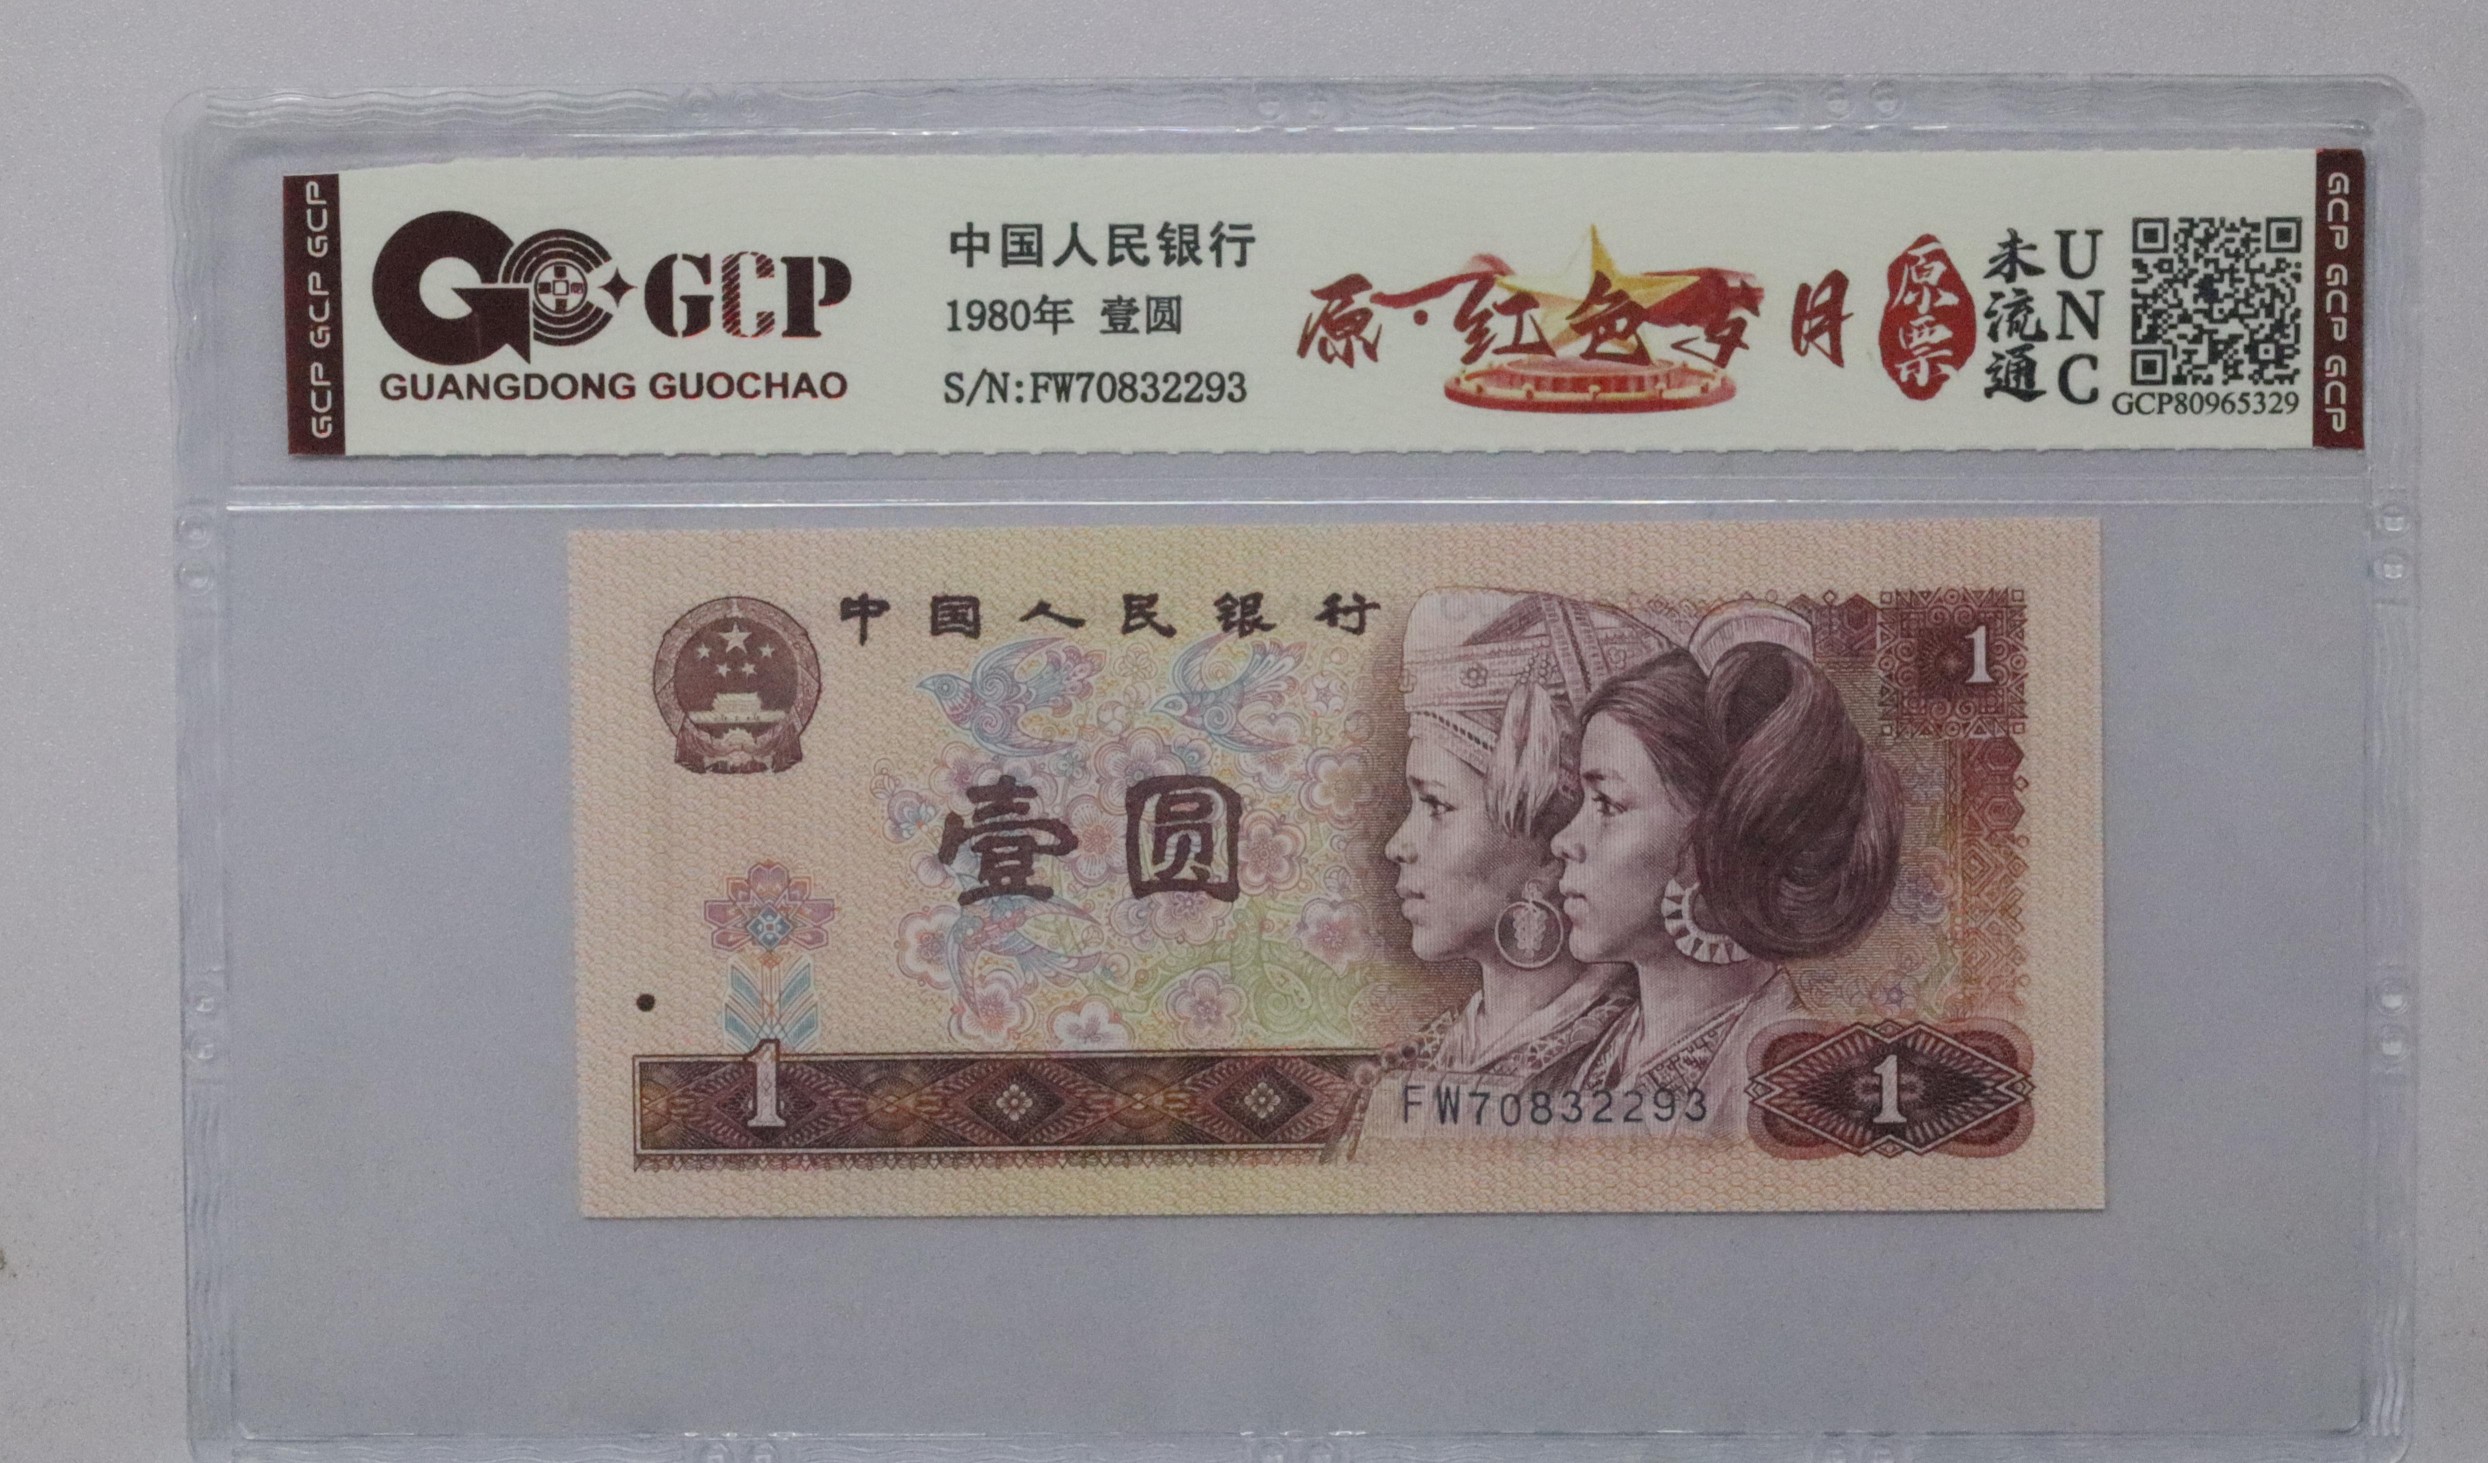 GCP GCP GCP
GCP
GUANGDONG GUOCHAO
中国人民银行
1980年 壹圆
S/N:FW70832293
原·红色岁月
原票
未流通
UNC
GCP80965329
GCP GCP GCP
中国人民银行
1
壹圆
1
FW70832293
1